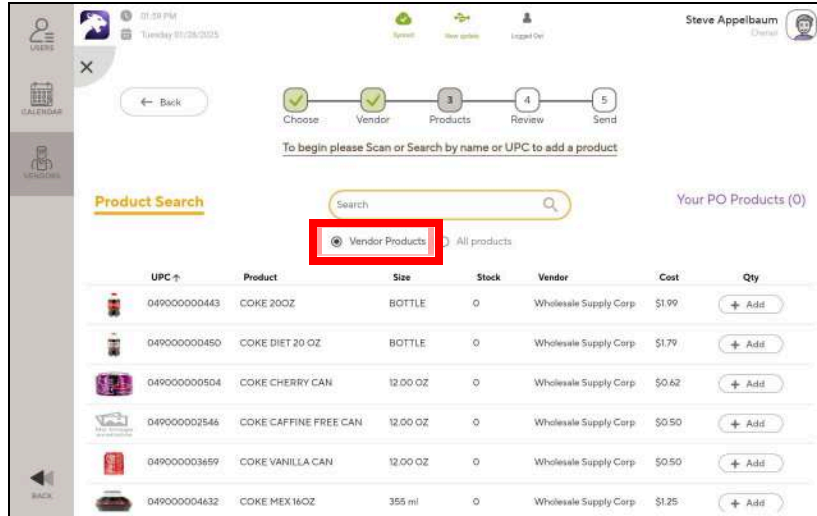 01:59 PM
Tuesday 01/28/2025
Synced
View update
Logged Out
Steve Appelbaum
Owner
USERS
CALENDAR
VENDORS
BACK
← Back
3
4
5
Choose
Vendor
Products
Review
Send
To begin please Scan or Search by name or UPC to add a product
Product Search
Search
Your PO Products (0)
Vendor Products
All products
UPC ↑ Product Size Stock Vendor Cost Qty
049000000443 COKE 20OZ BOTTLE 0 Wholesale Supply Corp $1.99 + Add
049000000450 COKE DIET 20 OZ BOTTLE 0 Wholesale Supply Corp $1.79 + Add
049000000504 COKE CHERRY CAN 12.00 OZ 0 Wholesale Supply Corp $0.62 + Add
049000002546 COKE CAFFINE FREE CAN 12.00 OZ 0 Wholesale Supply Corp $0.50 + Add
049000003659 COKE VANILLA CAN 12.00 OZ 0 Wholesale Supply Corp $0.50 + Add
049000004632 COKE MEX 16OZ 355 ml 0 Wholesale Supply Corp $1.25 + Add